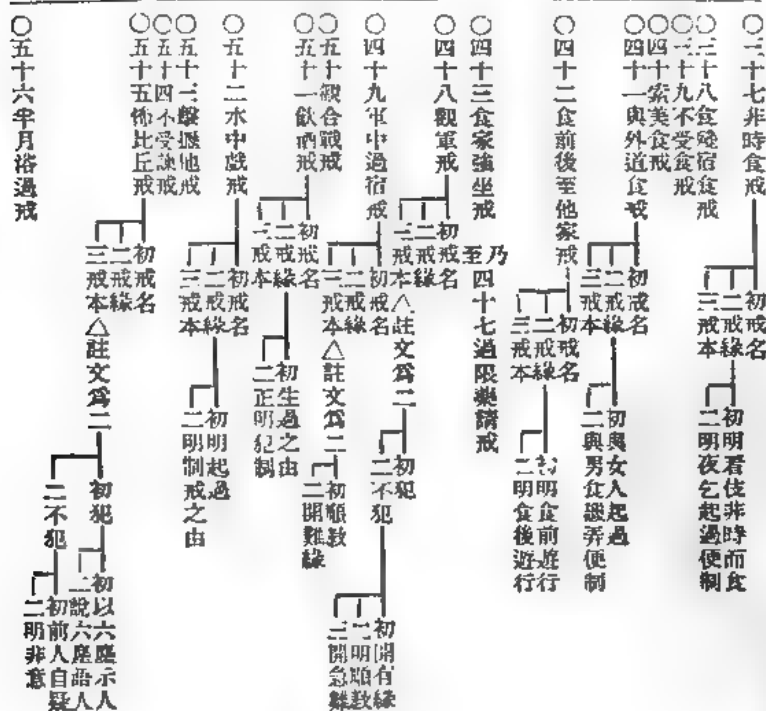 ○三十七非時食戒
初戒名
二戒緣
三戒本
初明看伎非時而食
二明夜乞起過便制
○三十八食殘宿食戒
○三十九不受食戒
○四十索美食戒
○四十一與外道食戒
初戒名
二戒緣
三戒本
初與女人起過
二與男食譏弄便制
○四十二食前後至他家戒
初戒名
二戒緣
三戒本
初明食前遊行
二明食後遊行
○四十三食家強坐戒
乃至四十七過限藥請戒
○四十八觀軍戒
初戒名
二戒緣
三戒本△註文爲二
初犯
二不犯
初開有緣
二明順教
三開急難
○四十九軍中過宿戒
初戒名
二戒緣
三戒本△註文爲二
初順教
二開難緣
○五十觀合戰戒
○五十一飲酒戒
初戒名
二戒緣
三戒本
初生過之由
二正明犯制
○五十二水中戲戒
初戒名
二戒緣
三戒本
初明起過
二明制戒之由
○五十三擊攊他戒
○五十四不受諫戒
○五十五怖比丘戒
初戒名
二戒緣
三戒本△註文爲二
初犯
二不犯
初以六塵示人
二說六塵語人
初前人自疑
二明非意
○五十六半月浴過戒